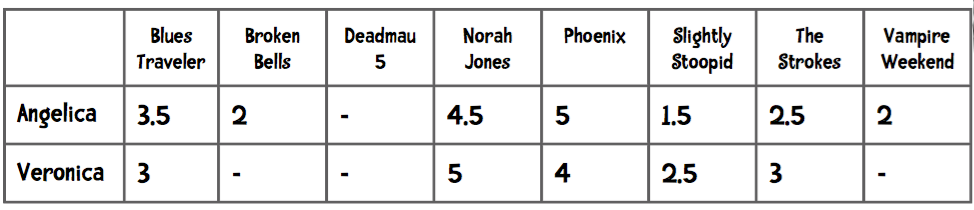 Blues Traveler Broken Bells Deadmau 5 Norah Jones Phoenix Slightly Stoopid The Strokes Vampire Weekend
Angelica 3.5 2 - 4.5 5 1.5 2.5 2
Veronica 3 - - 5 4 2.5 3 -